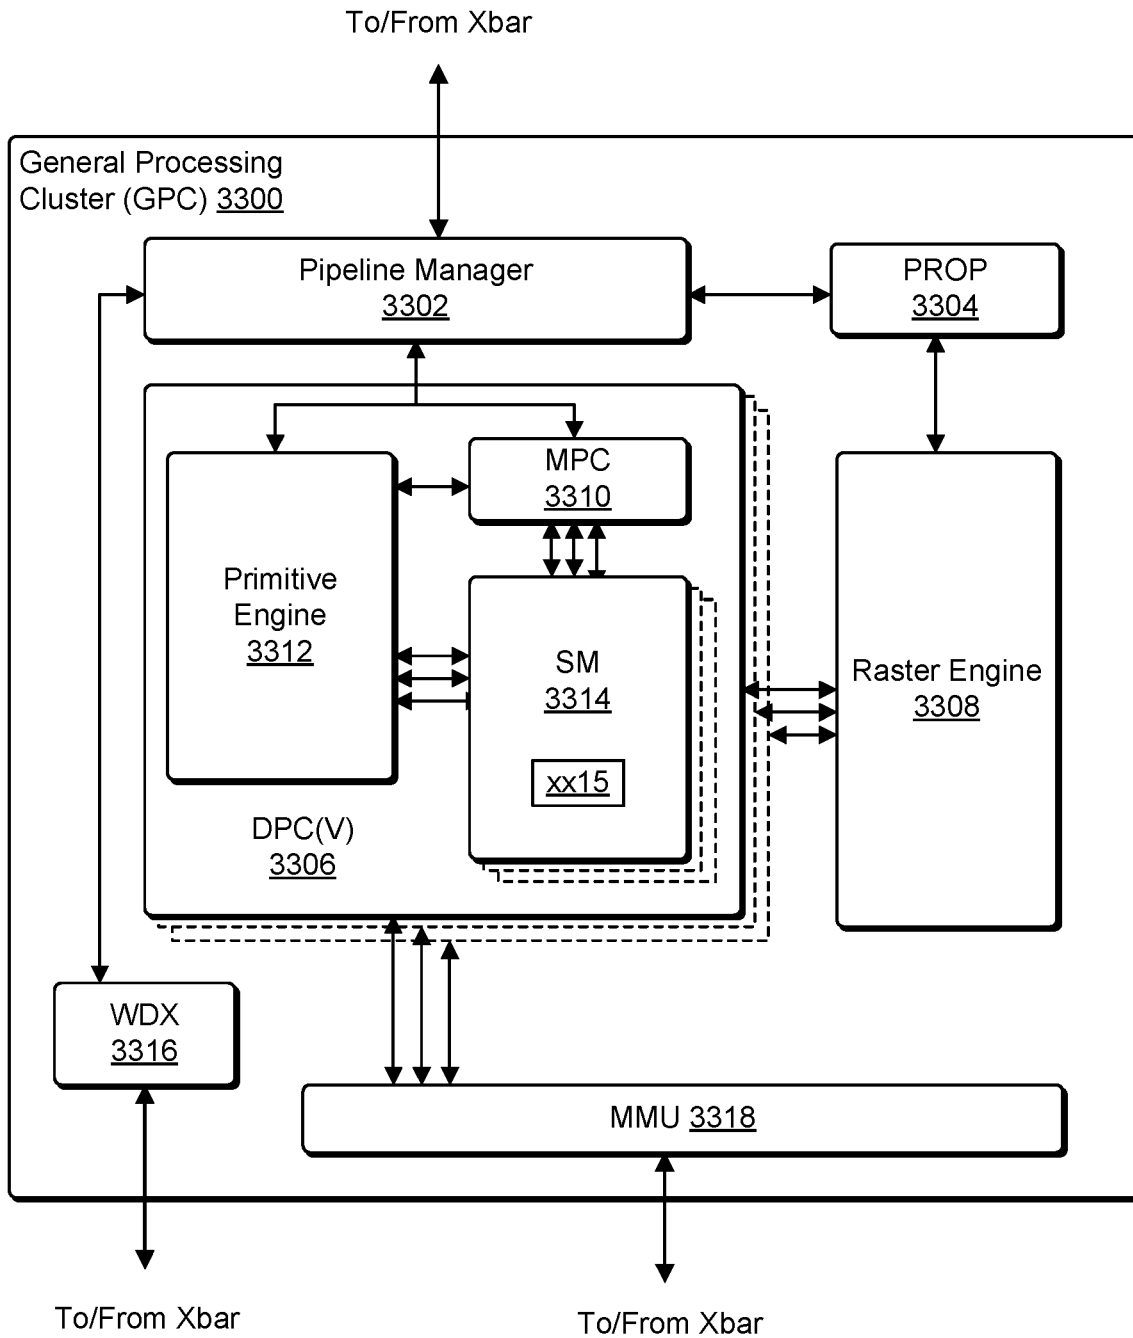 To/From Xbar
General Processing
Cluster (GPC) 3300
Pipeline Manager
3302
PROP
3304
MPC
3310
Primitive
Engine
3312
SM
3314
xx15
Raster Engine
3308
DPC(V)
3306
WDX
3316
MMU 3318
To/From Xbar
To/From Xbar